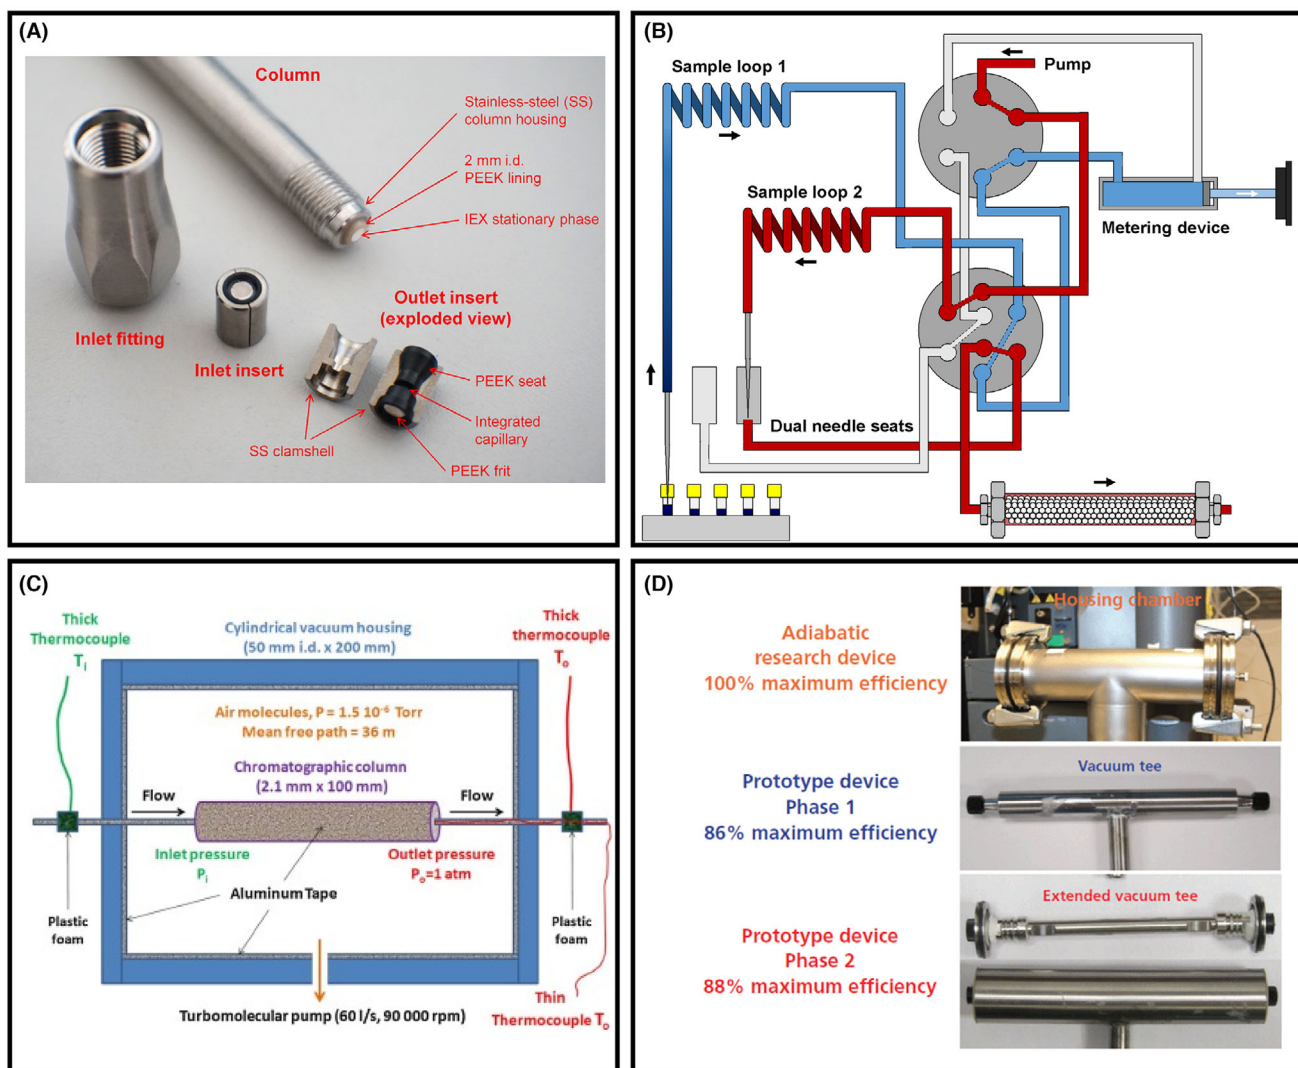 (A)
Column
Stainless-steel (SS)
column housing
2 mm i.d.
PEEK lining
IEX stationary phase
Inlet fitting
Outlet insert
(exploded view)
Inlet insert
PEEK seat
Integrated
capillary
SS clamshell
PEEK frit
(B)
Sample loop 1
Pump
Sample loop 2
Metering device
Dual needle seats
(C)
Thick
Thermocouple
Ti
Cylindrical vacuum housing
(50 mm i.d. x 200 mm)
Thick
thermocouple
To
Air molecules, P = 1.5 10⁻⁶ Torr
Mean free path = 36 m
Chromatographic column
(2.1 mm x 100 mm)
Flow
Flow
Inlet pressure
Pi
Outlet pressure
Po=1 atm
Aluminum Tape
Plastic
foam
Plastic
foam
Thin
Thermocouple To
Turbomolecular pump (60 l/s, 90 000 rpm)
(D)
Housing chamber
Adiabatic
research device
100% maximum efficiency
Vacuum tee
Prototype device
Phase 1
86% maximum efficiency
Extended vacuum tee
Prototype device
Phase 2
88% maximum efficiency